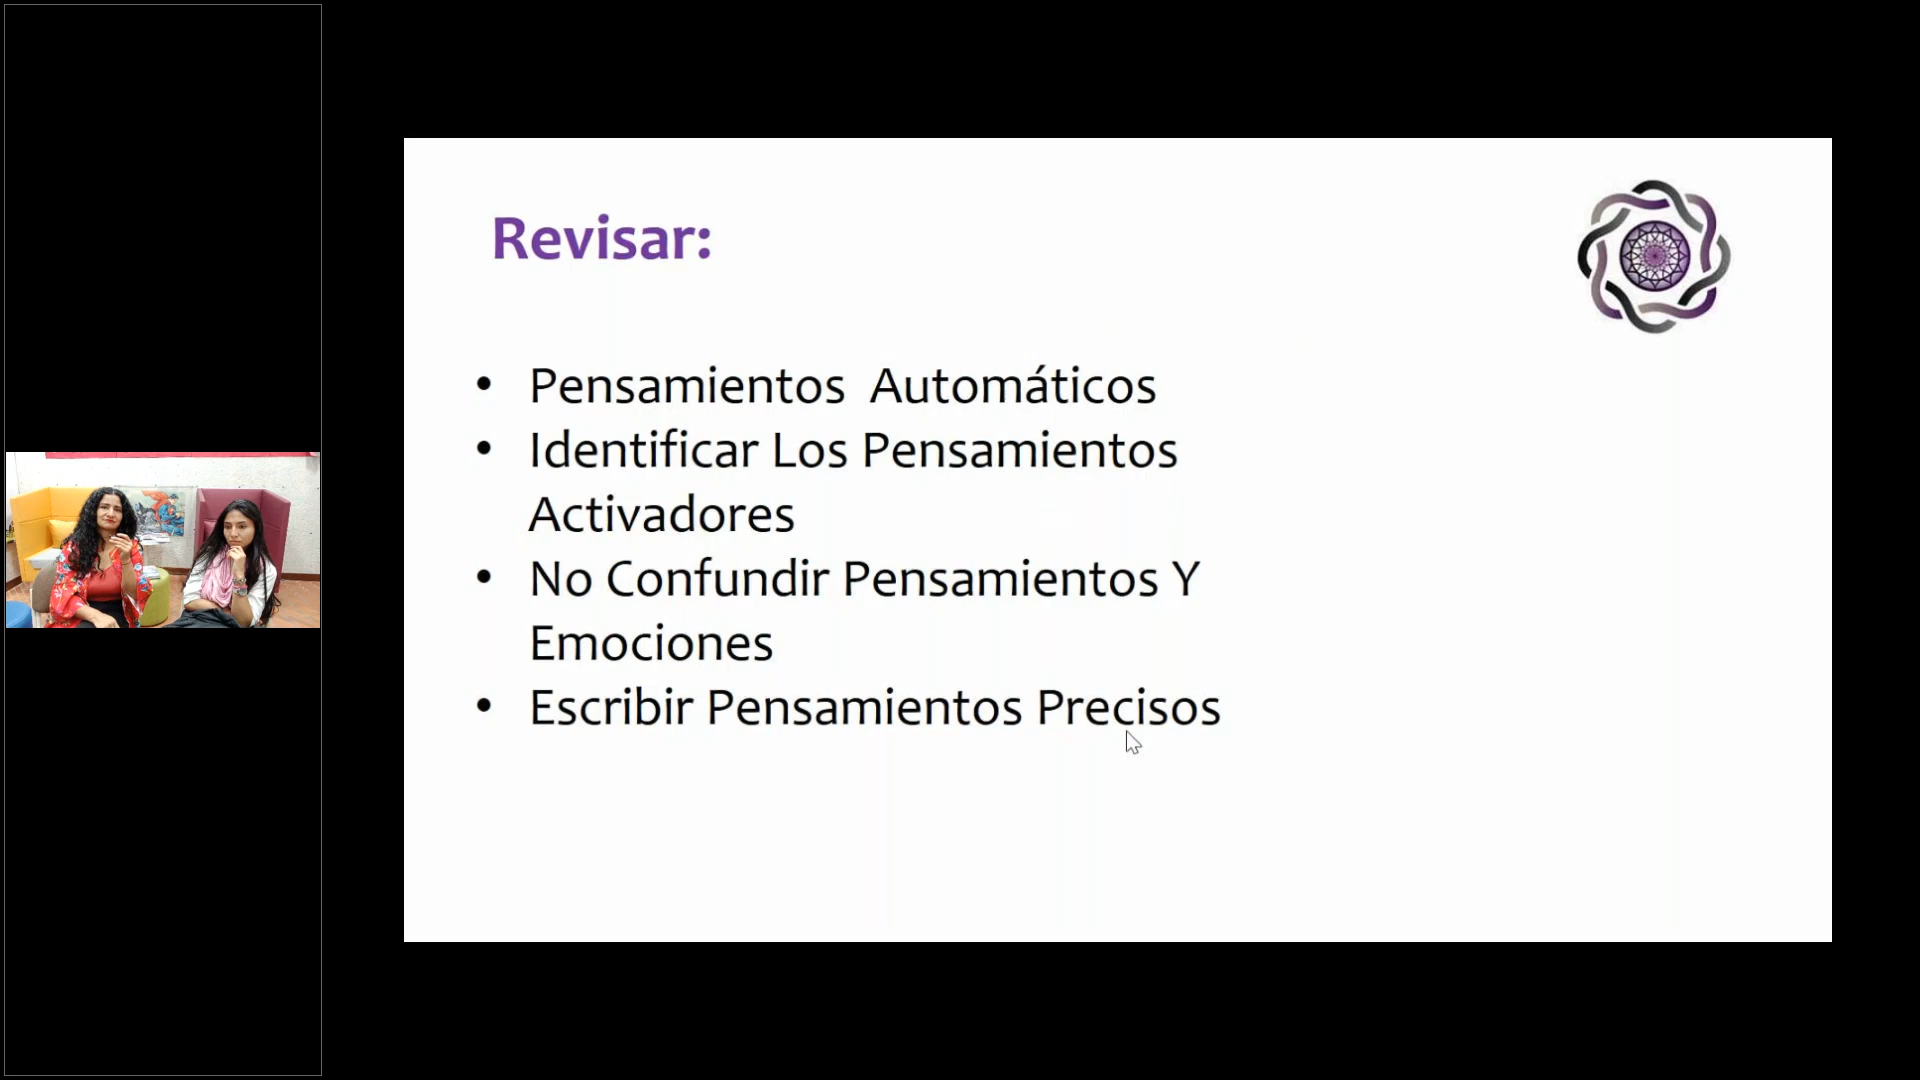 Revisar:
• Pensamientos  Automáticos
• Identificar Los Pensamientos
Activadores
• No Confundir Pensamientos Y
Emociones
• Escribir Pensamientos Precisos